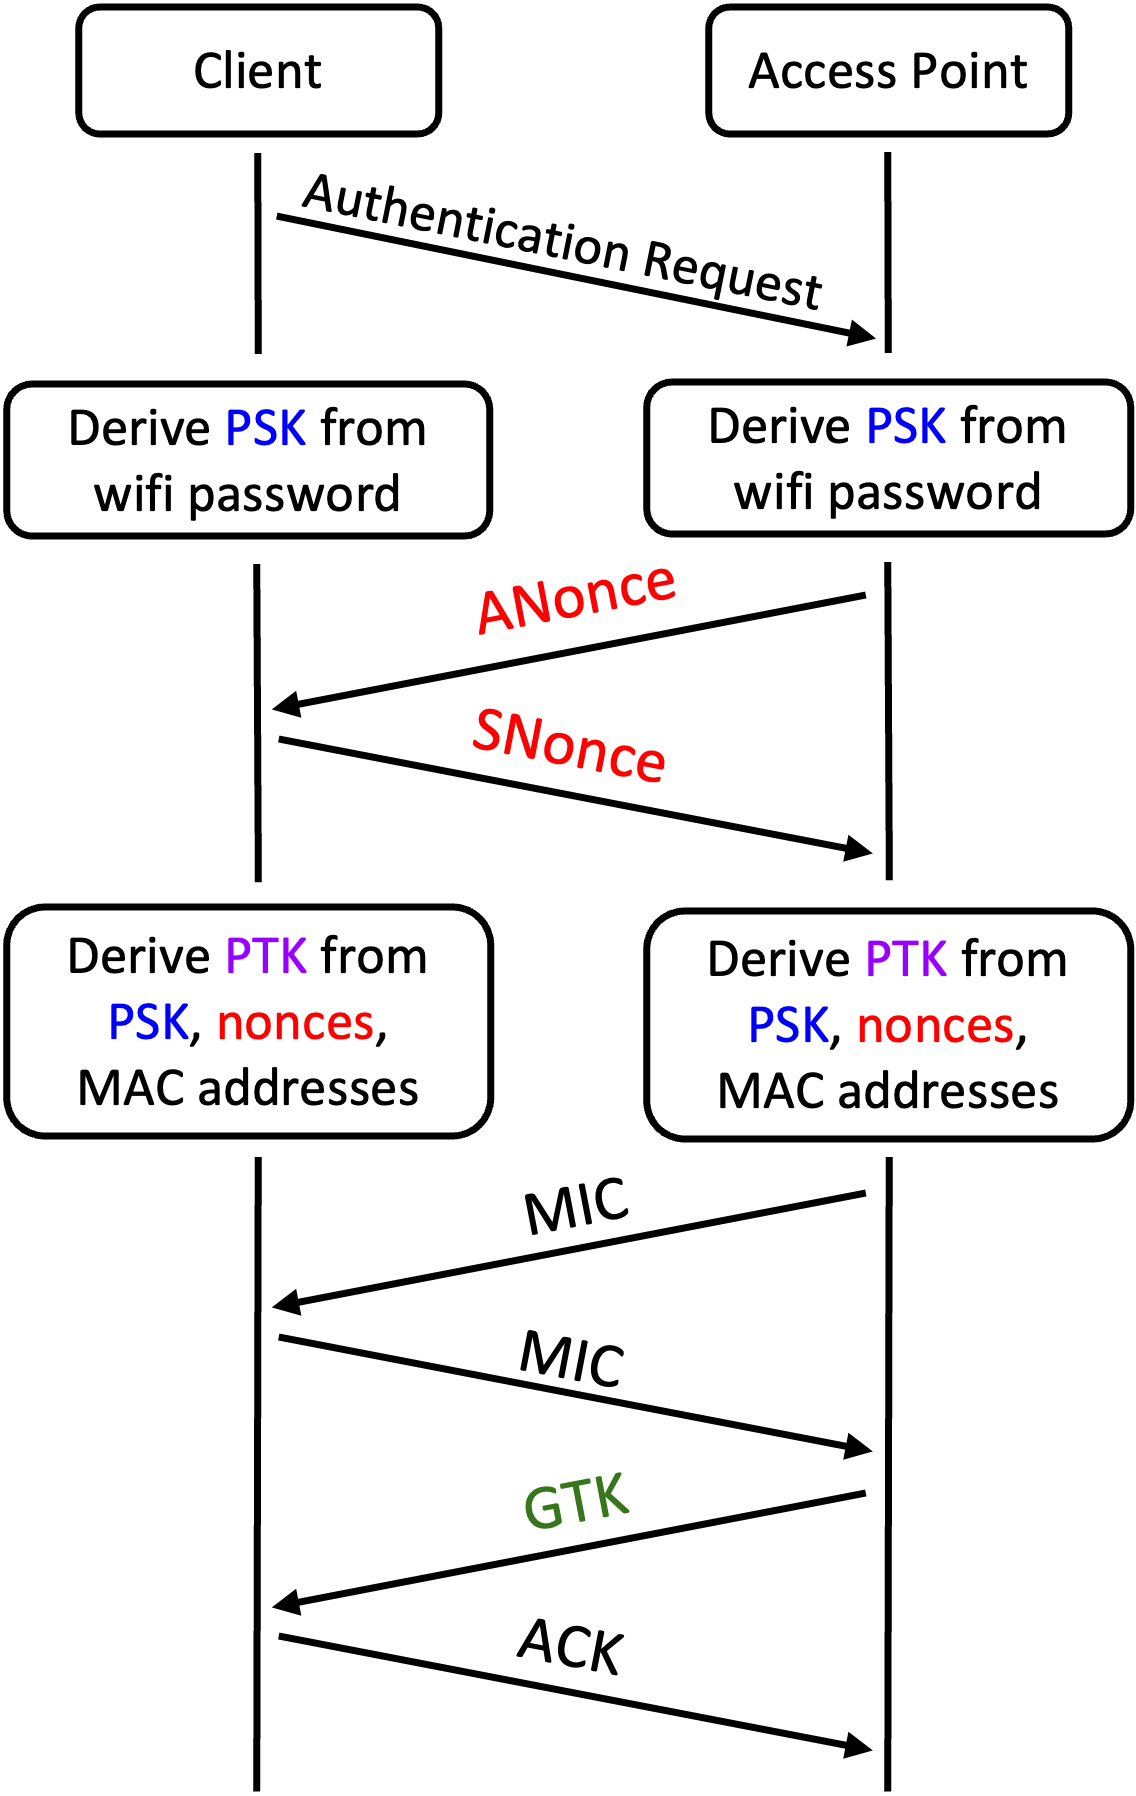 Client
Access Point
Authentication Request
Derive PSK from
wifi password
Derive PSK from
wifi password
ANonce
SNonce
Derive PTK from
PSK, nonces,
MAC addresses
Derive PTK from
PSK, nonces,
MAC addresses
MIC
MIC
GTK
ACK